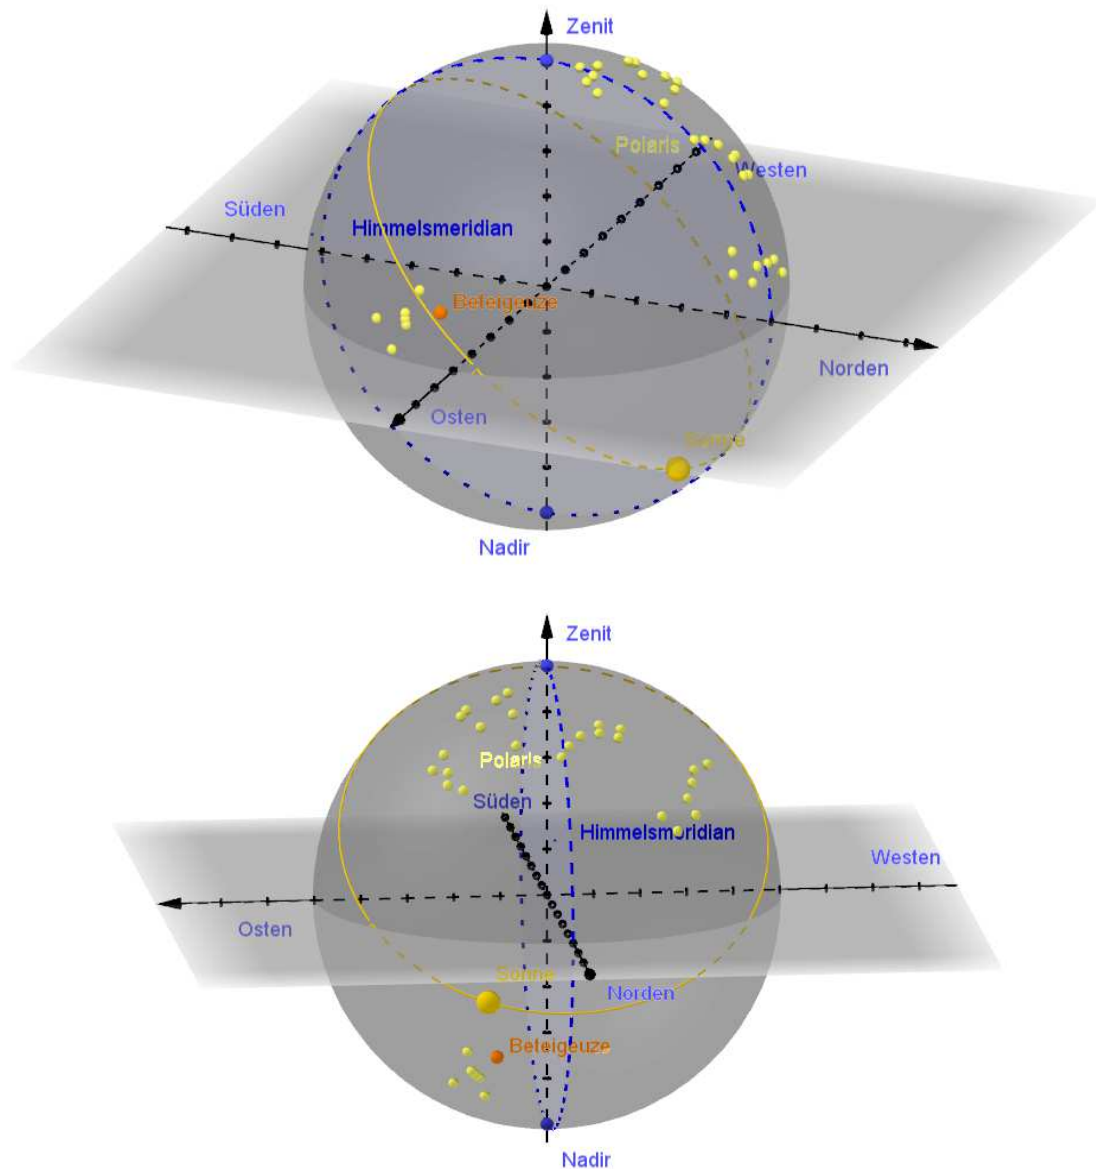 Zenit
Polaris
Westen
Süden
Himmelsmeridian
Beteigeuze
Norden
Osten
Sonne
Nadir
Zenit
Polaris
Süden
Himmelsmeridian
Westen
Osten
Sonne
Norden
Beteigeuze
Nadir